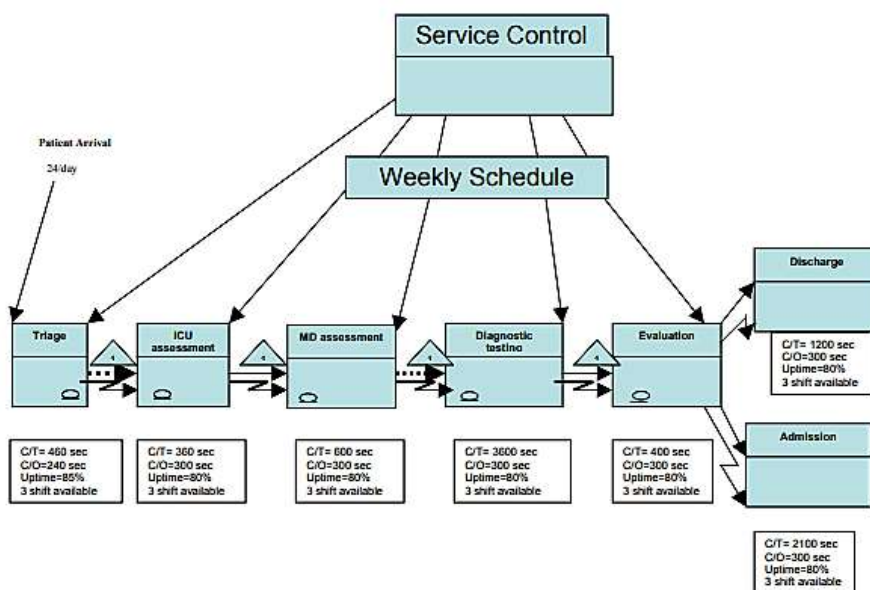 Service Control
Patient Arrival
24/day
Weekly Schedule
Discharge
Triage
ICU
assessment
MD assessment
Diagnostic
testing
Evaluation
C/T= 1200 sec
C/O=300 sec
Uptime=80%
3 shift available
Admission
C/T= 460 sec
C/O=240 sec
Uptime=85%
3 shift available
C/T= 360 sec
C/O=300 sec
Uptime=80%
3 shift available
C/T= 600 sec
C/O=300 sec
Uptime=80%
3 shift available
C/T= 3600 sec
C/O=300 sec
Uptime=80%
3 shift available
C/T= 400 sec
C/O=300 sec
Uptime=80%
3 shift available
C/T= 2100 sec
C/O=300 sec
Uptime=80%
3 shift available